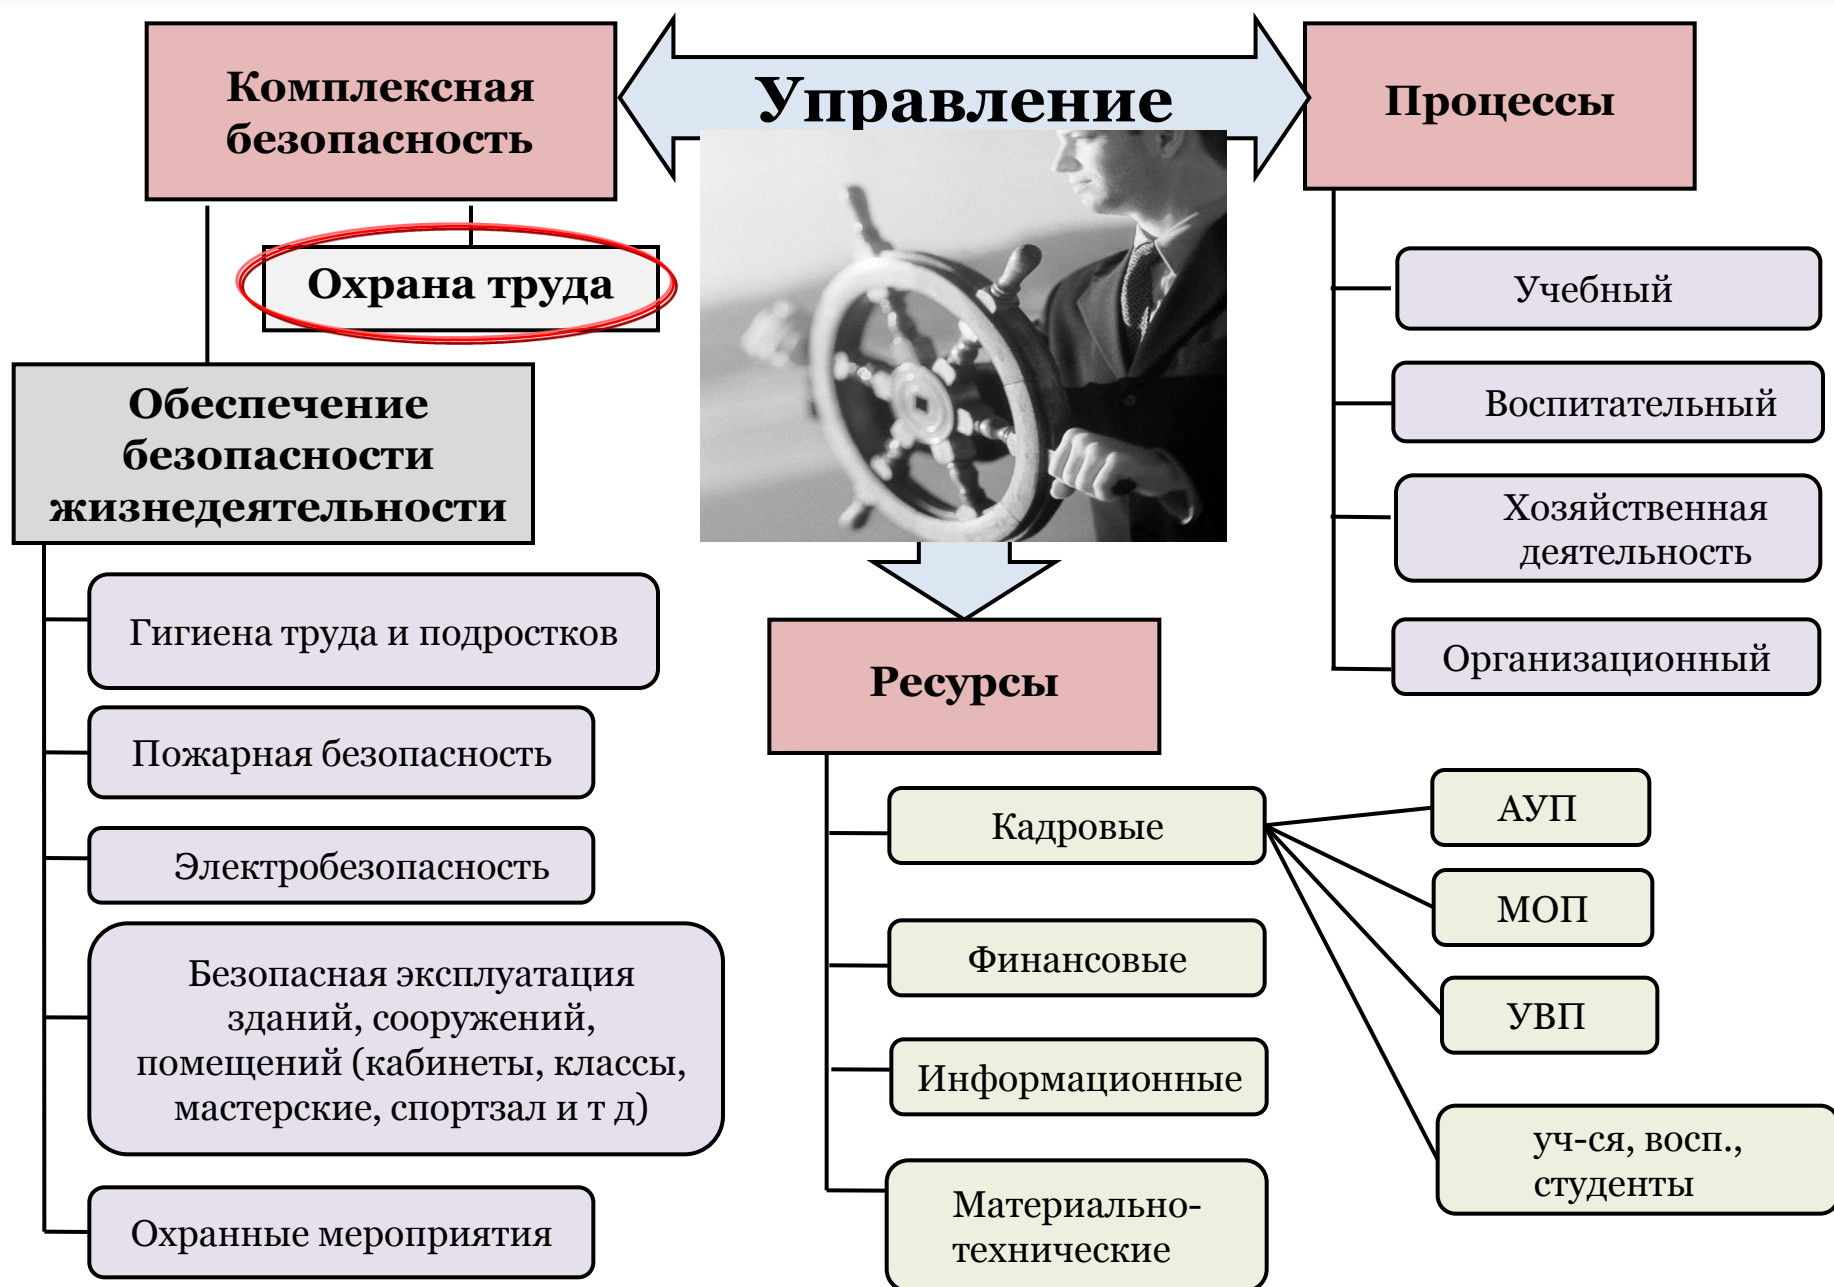 Управление
Комплексная
безопасность
Охрана труда
Обеспечение
безопасности
жизнедеятельности
Гигиена труда и подростков
Пожарная безопасность
Электробезопасность
Безопасная эксплуатация
зданий, сооружений,
помещений (кабинеты, классы,
мастерские, спортзал и т д)
Охранные мероприятия
Процессы
Учебный
Воспитательный
Хозяйственная
деятельность
Организационный
Ресурсы
Кадровые
Финансовые
Информационные
Материально-
технические
АУП
МОП
УВП
уч-ся, восп.,
студенты